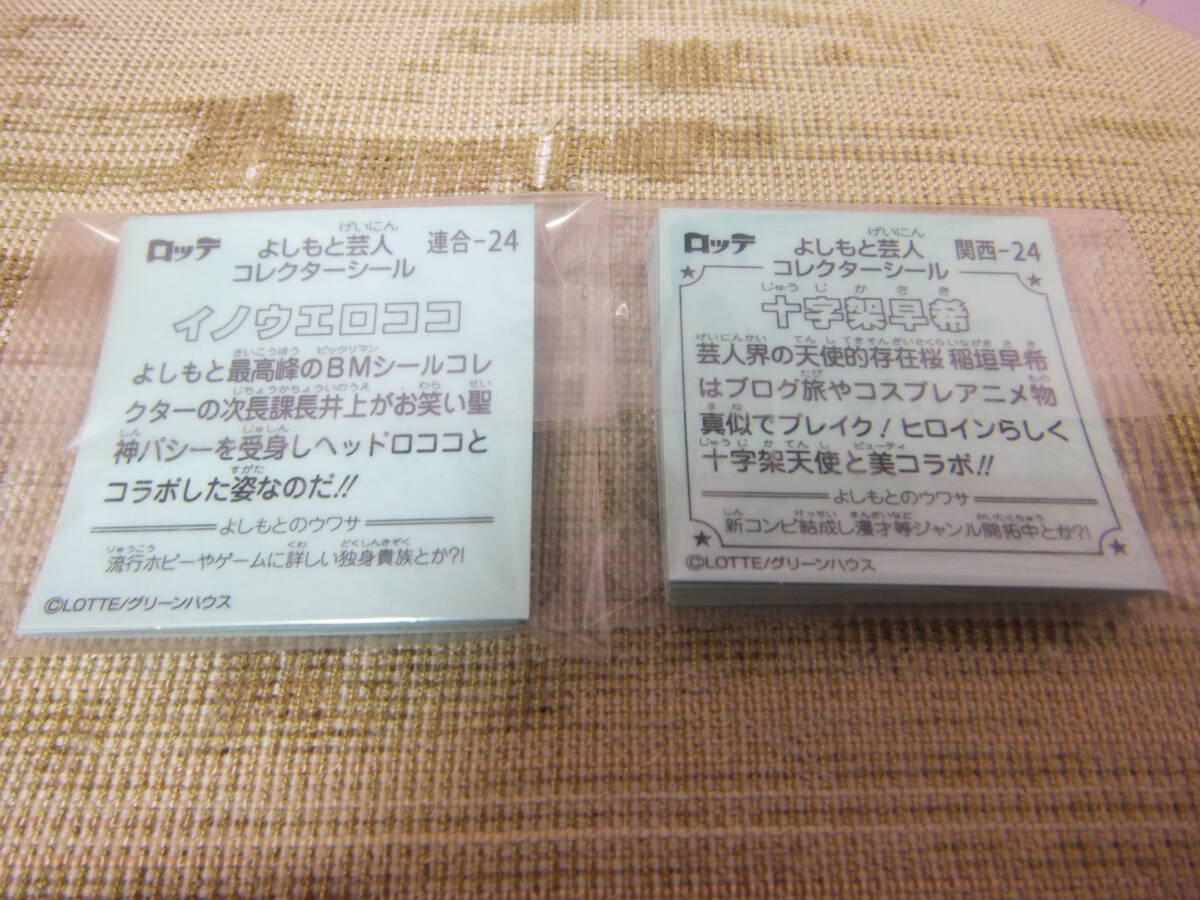 ロッテ
げいにん
よしもと芸人
コレクターシール
連合-24
イノウエロココ
さいこうほう ビックリマン
よしもと最高峰のBMシールコレ
じちょうかちょういのうえ わら せい
クターの次長課長井上がお笑い聖
しん じゅしん
神パシーを受身しヘッドロココと
すがた
コラボした姿なのだ!!
よしもとのウワサ
りゅうこう くわ どくしんきぞく
流行ホビーやゲームに詳しい独身貴族とか?!
©LOTTE/グリーンハウス
ロッテ
げいにん
よしもと芸人
コレクターシール
関西-24
じゅうじかさき
十字架早希
げいにんかい てんしてきそんざいさくらいながきさき
芸人界の天使的存在桜 稲垣早希
たび もの
はブログ旅やコスプレアニメ物
まね
真似でブレイク!ヒロインらしく
じゅうじかてんし ビューティ
十字架天使と美コラボ!!
よしもとのウワサ
しん けっせい まんざいなど かいたくちゅう
新コンビ結成し漫才等ジャンル開拓中とか?!
©LOTTE/グリーンハウス